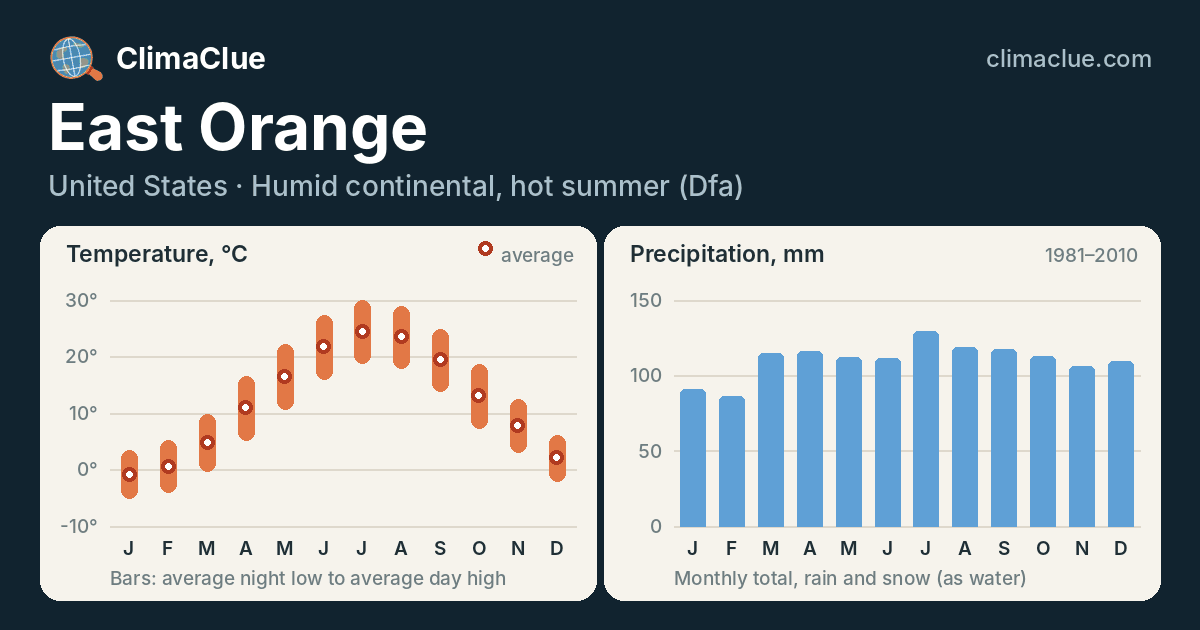 ClimaClue
climaclue.com
East Orange
United States · Humid continental, hot summer (Dfa)
Temperature, °C
average
30°
20°
10°
0°
-10°
J F M A M J J A S O N D
Bars: average night low to average day high
Precipitation, mm
1981–2010
150
100
50
0
J F M A M J J A S O N D
Monthly total, rain and snow (as water)